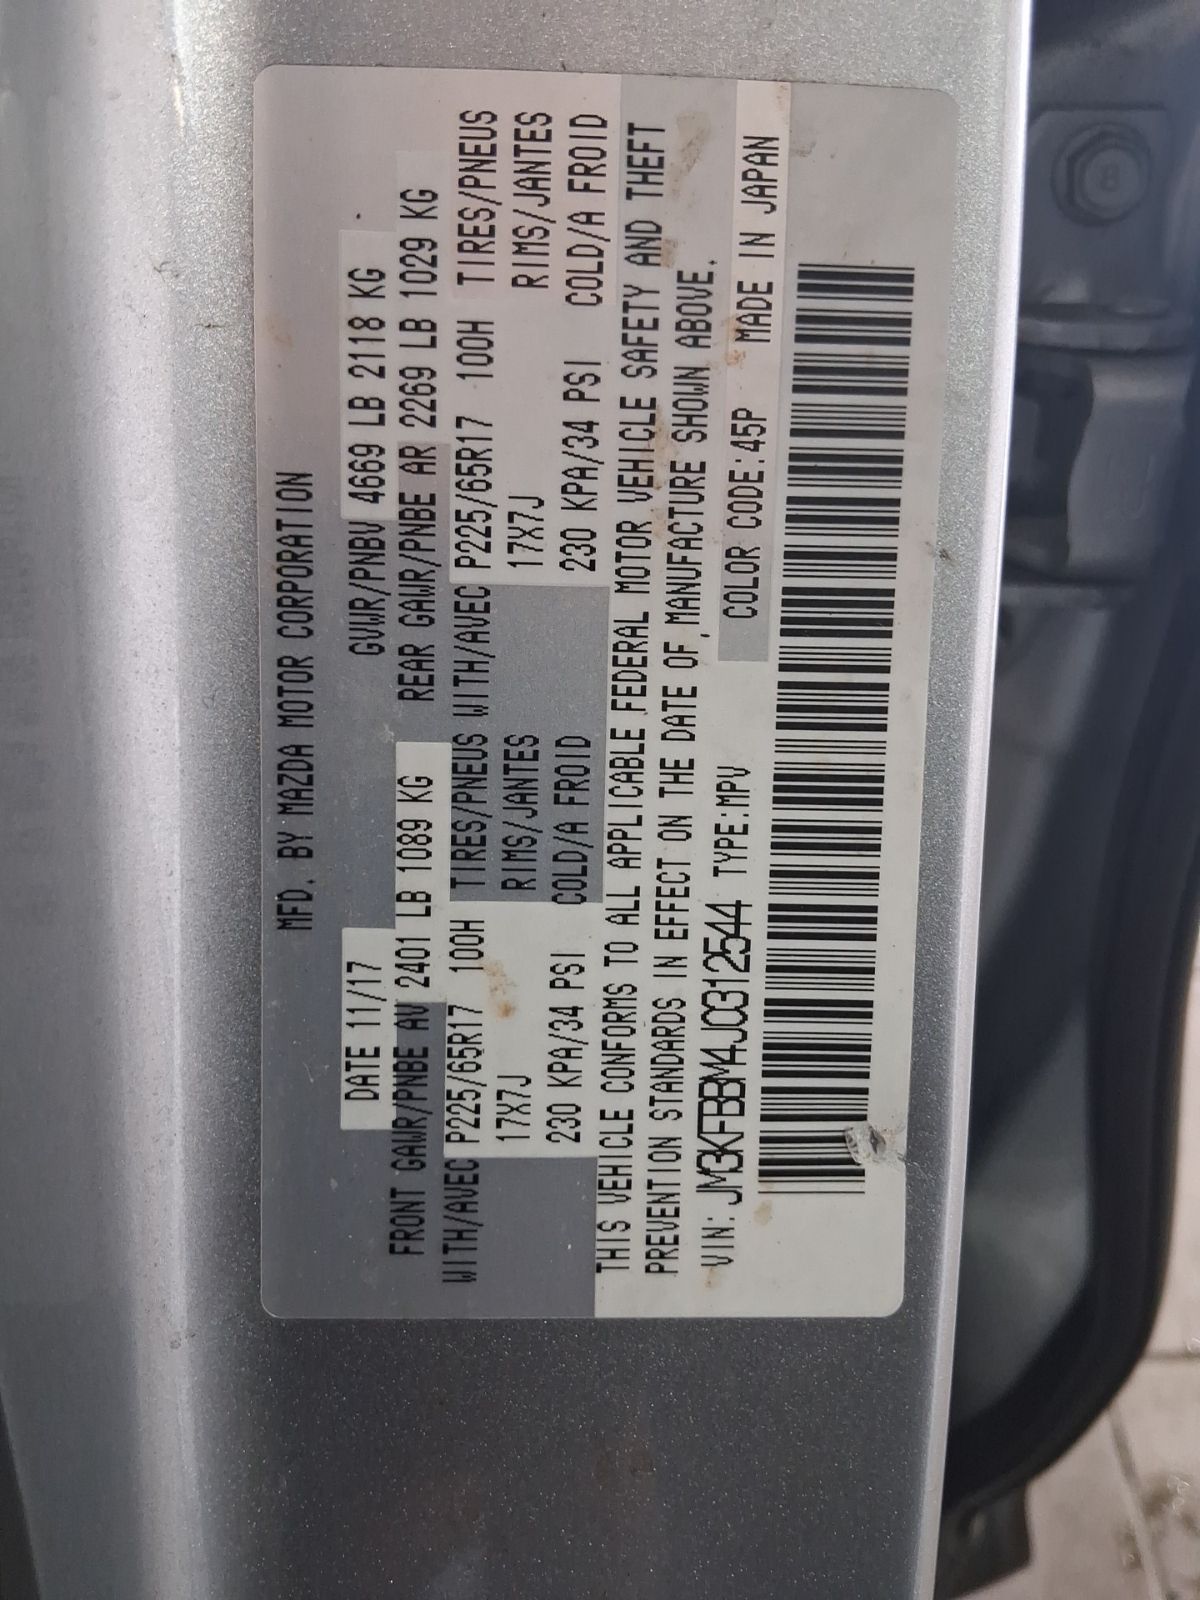 MFD. BY MAZDA MOTOR CORPORATION
DATE 11/17 GVWR/PNBV 4669 LB 2118 KG
FRONT GAWR/PNBE AV 2401 LB 1089 KG REAR GAWR/PNBE AR 2269 LB 1029 KG
WITH/AVEC P225/65R17 100H TIRES/PNEUS WITH/AVEC P225/65R17 100H TIRES/PNEUS
17X7J RIMS/JANTES 17X7J RIMS/JANTES
230 KPA/34 PSI COLD/A FROID 230 KPA/34 PSI COLD/A FROID
THIS VEHICLE CONFORMS TO ALL APPLICABLE FEDERAL MOTOR VEHICLE SAFETY AND THEFT
PREVENTION STANDARDS IN EFFECT ON THE DATE OF MANUFACTURE SHOWN ABOVE.
VIN: JM3KFBBM4J0312544 TYPE:MPV COLOR CODE:45P MADE IN JAPAN
8